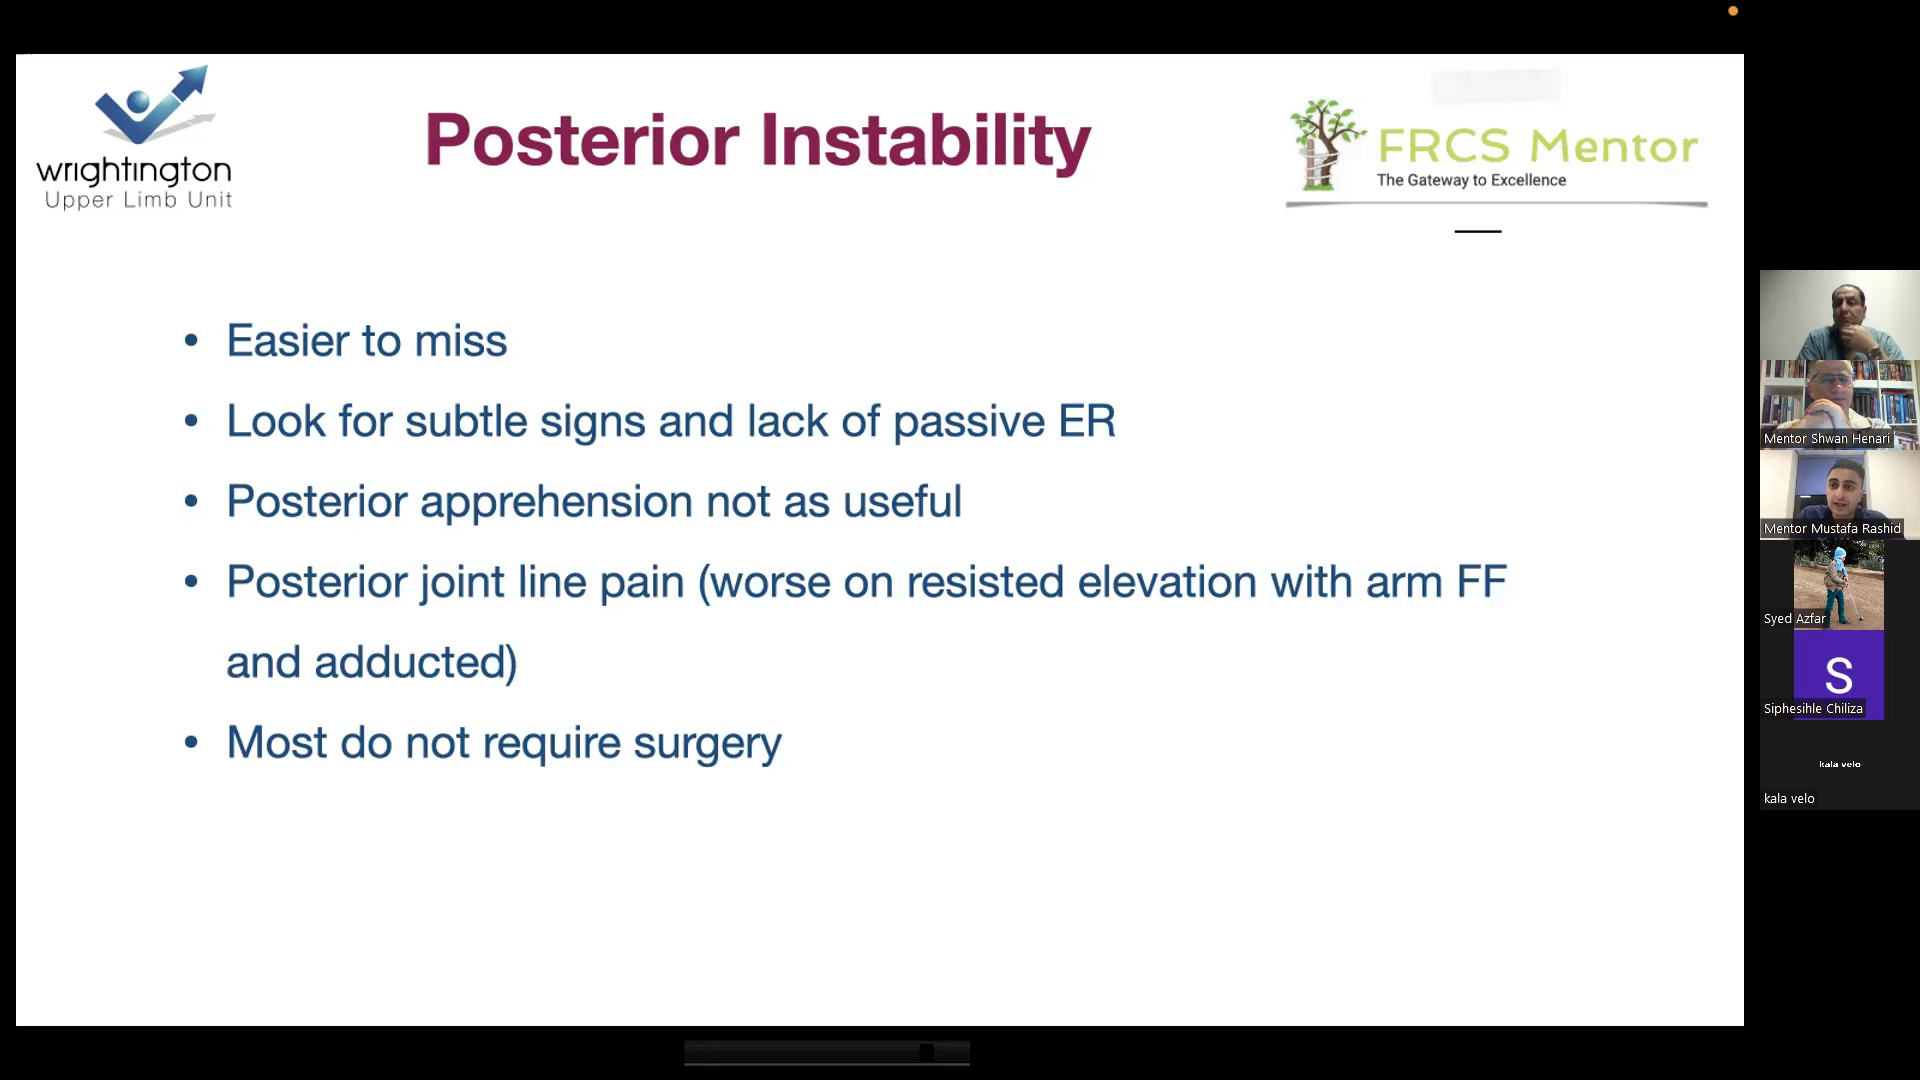 wrightington
Upper Limb Unit
Posterior Instability
FRCS Mentor
The Gateway to Excellence
• Easier to miss
• Look for subtle signs and lack of passive ER
• Posterior apprehension not as useful
• Posterior joint line pain (worse on resisted elevation with arm FF
and adducted)
• Most do not require surgery
Mentor Shwan Henari
Mentor Mustafa Rashid
Syed Azfar
S
Siphesihle Chiliza
kala velo
kala velo